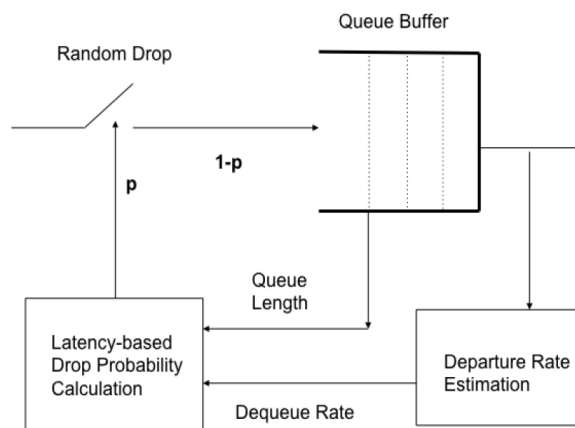 Queue Buffer
Random Drop
1-p
p
Queue
Length
Latency-based
Drop Probability
Calculation
Departure Rate
Estimation
Dequeue Rate